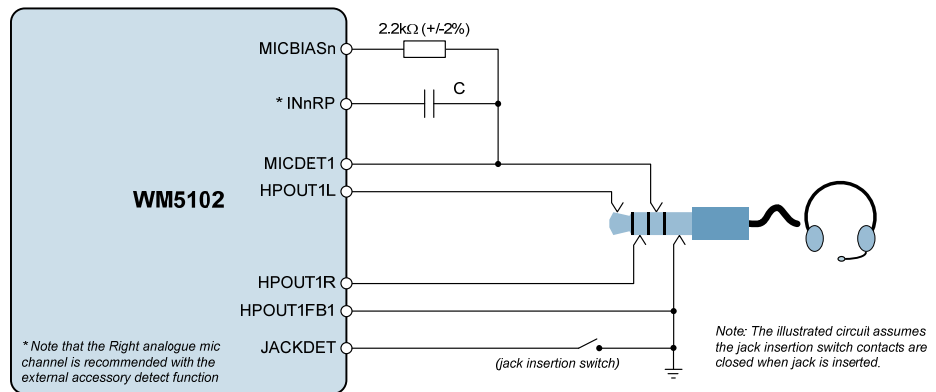 2.2kΩ (+/-2%)
MICBIASn
C
* INnRP
MICDET1
HPOUT1L
WM5102
HPOUT1R
HPOUT1FB1
JACKDET
(jack insertion switch)
* Note that the Right analogue mic
channel is recommended with the
external accessory detect function
Note: The illustrated circuit assumes
the jack insertion switch contacts are
closed when jack is inserted.